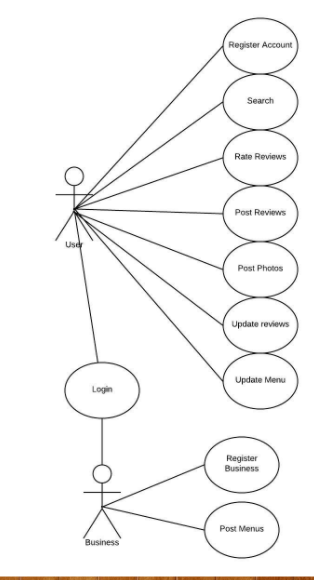 Register Account
Search
Rate Reviews
Post Reviews
User
Post Photos
Update reviews
Update Menu
Login
Register
Business
Post Menus
Business